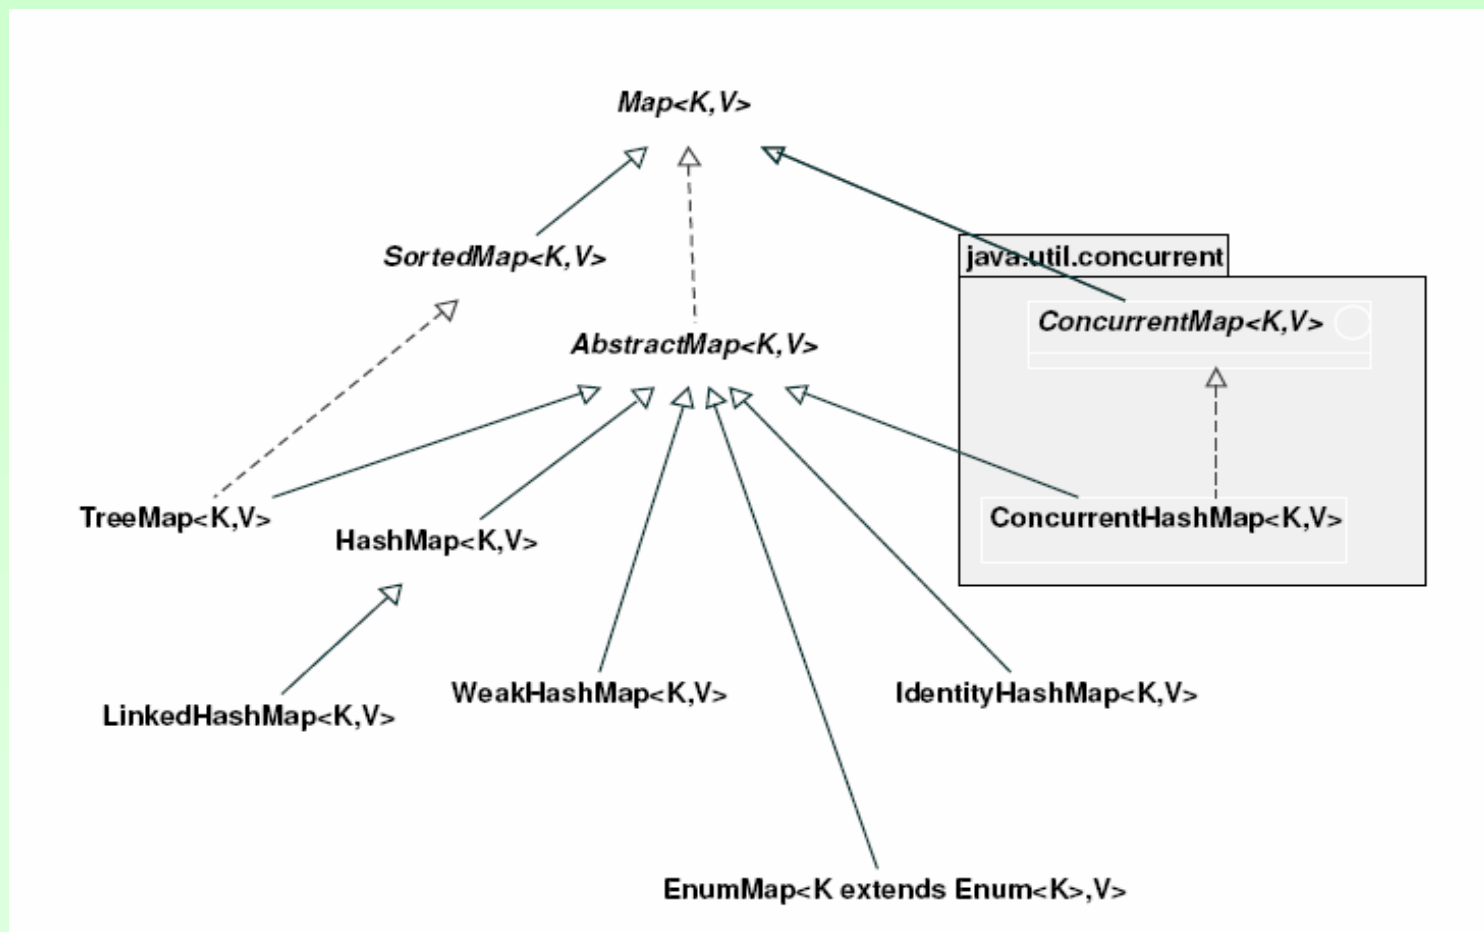 Map<K,V>
SortedMap<K,V>
java.util.concurrent
ConcurrentMap<K,V>
AbstractMap<K,V>
TreeMap<K,V>
ConcurrentHashMap<K,V>
HashMap<K,V>
WeakHashMap<K,V>
IdentityHashMap<K,V>
LinkedHashMap<K,V>
EnumMap<K extends Enum<K>,V>